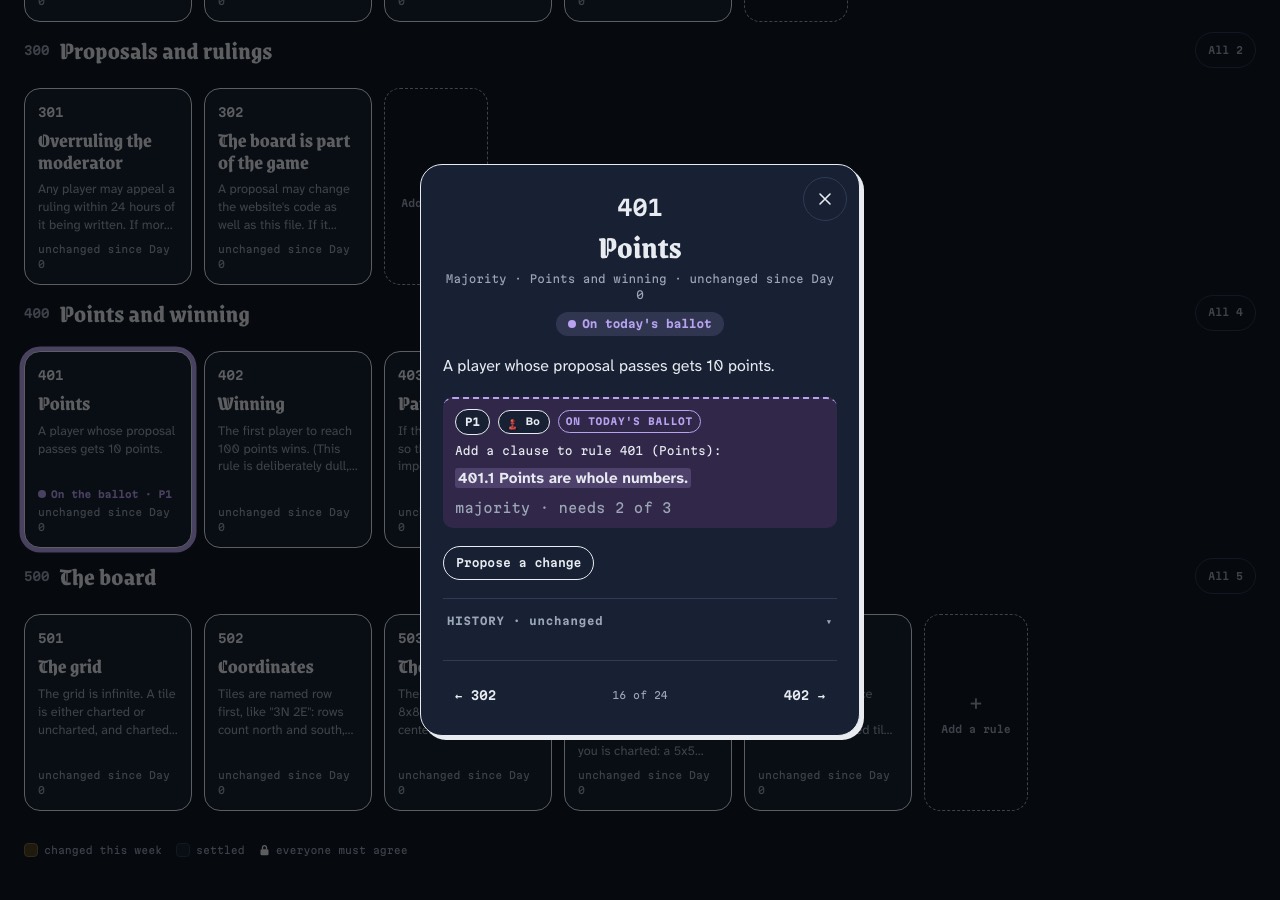 0
0
0
0
300 Proposals and rulings
All 2
301
Overruling the
moderator
Any player may appeal a
ruling within 24 hours of
it being written. If mor...
unchanged since Day
0
302
The board is part
of the game
A proposal may change
the website's code as
well as this file. If it...
unchanged since Day
0
400 Points and winning
All 4
401
Points
A player whose proposal
passes gets 10 points.
On the ballot · P1
unchanged since Day
0
402
Winning
The first player to reach
100 points wins. (This
rule is deliberately dull,...
unchanged since Day
0
403
401
Points
Majority · Points and winning · unchanged since Day
0
On today's ballot
A player whose proposal passes gets 10 points.
P1 Bo ON TODAY'S BALLOT
Add a clause to rule 401 (Points):
401.1 Points are whole numbers.
majority · needs 2 of 3
Propose a change
HISTORY · unchanged ▾
← 302
16 of 24
402 →
500 The board
All 5
501
The grid
The grid is infinite. A tile
is either charted or
uncharted, and charted...
unchanged since Day
0
502
Coordinates
Tiles are named row
first, like "3N 2E": rows
count north and south,...
unchanged since Day
0
503
The
8x8
unchanged since Day
0
you is charted: a 5x5...
unchanged since Day
0
unchanged since Day
0
+
Add a rule
changed this week settled everyone must agree